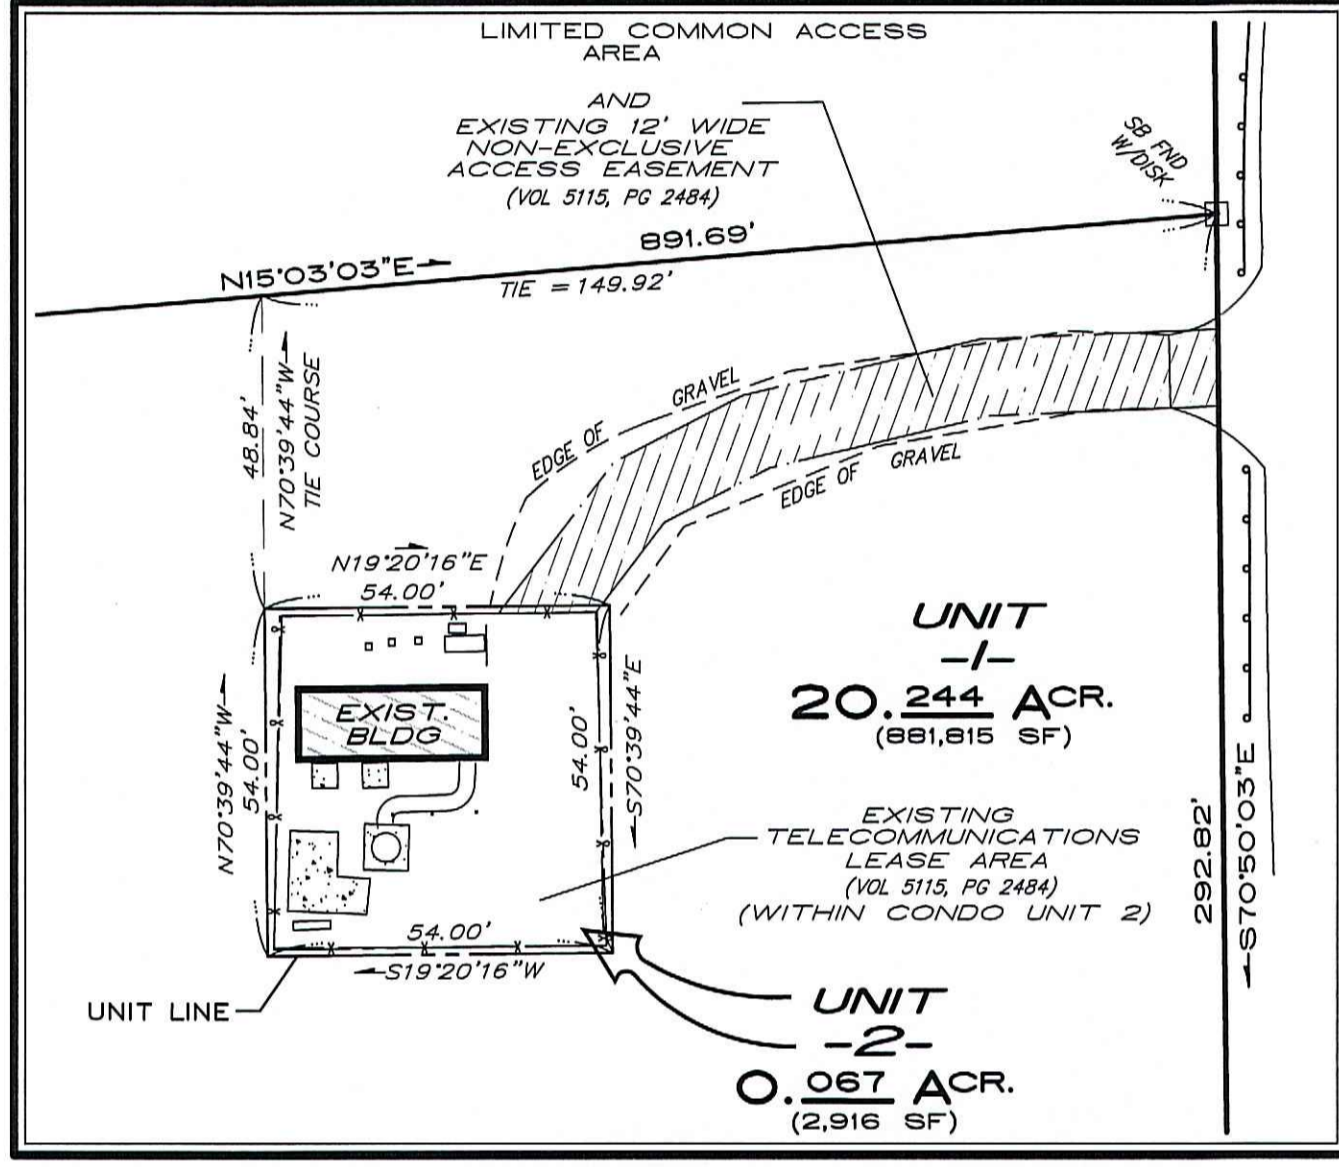 LIMITED COMMON ACCESS
AREA
AND
EXISTING 12' WIDE
NON-EXCLUSIVE
ACCESS EASEMENT
(VOL 5115, PG 2484)
SB FND
W/DISK
891.69'
N15°03'03"E
TIE = 149.92'
48.84'
N70°39'44"W
TIE COURSE
EDGE OF GRAVEL
EDGE OF GRAVEL
N19°20'16"E
54.00'
UNIT
-1-
20.244 ACR.
(881,815 SF)
EXIST.
BLDG
N70°39'44"W
54.00'
54.00'
S70°39'44"E
EXISTING
TELECOMMUNICATIONS
LEASE AREA
(VOL 5115, PG 2484)
(WITHIN CONDO UNIT 2)
292.82'
S70°50'03"E
54.00'
S19°20'16"W
UNIT LINE
UNIT
-2-
0.067 ACR.
(2,916 SF)